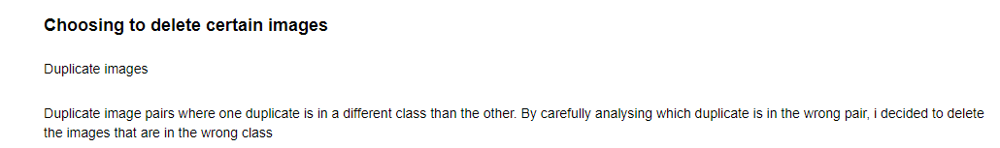 Choosing to delete certain images
Duplicate images
Duplicate image pairs where one duplicate is in a different class than the other. By carefully analysing which duplicate is in the wrong pair, i decided to delete
the images that are in the wrong class